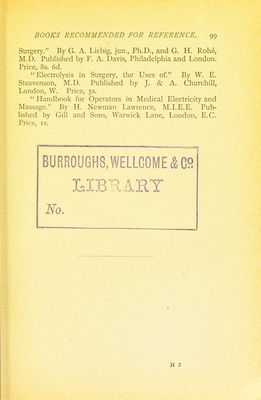 BOOKS RECOMMENDED FOR REFERENCE. 99
Surgery." By G. A. Liebig, jun., Ph.D., and G. H. Rohé,
M.D. Published by F. A. Davis, Philadelphia and London.
Price, 8s. 6d.
"Electrolysis in Surgery, the Uses of." By W. E.
Steavenson, M.D. Published by J. & A. Churchill,
London, W. Price, 5s.
"Handbook for Operators in Medical Electricity and
Massage." By H. Newman Lawrence, M.I.E.E. Pub-
lished by Gill and Sons, Warwick Lane, London, E.C.
Price, 1s.
BURROUGHS, WELLCOME & CO.
LIBRARY
No.
H 2